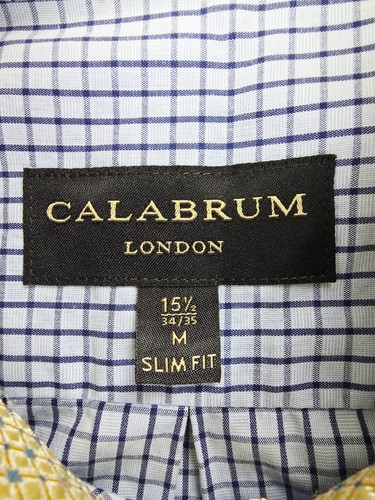 CALABRUM
LONDON
15½
34/35
M
SLIM FIT